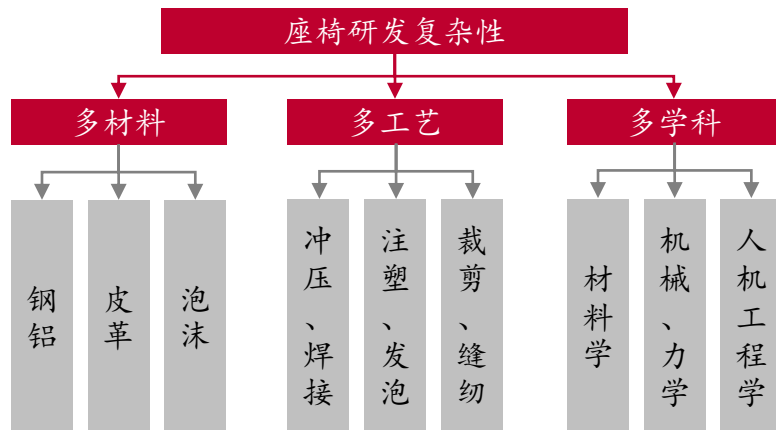 座椅研发复杂性
多材料
多工艺
多学科
钢铝
皮革
泡沫
冲压、焊接
注塑、发泡
裁剪、缝纫
材料学
机械、力学
人机工程学